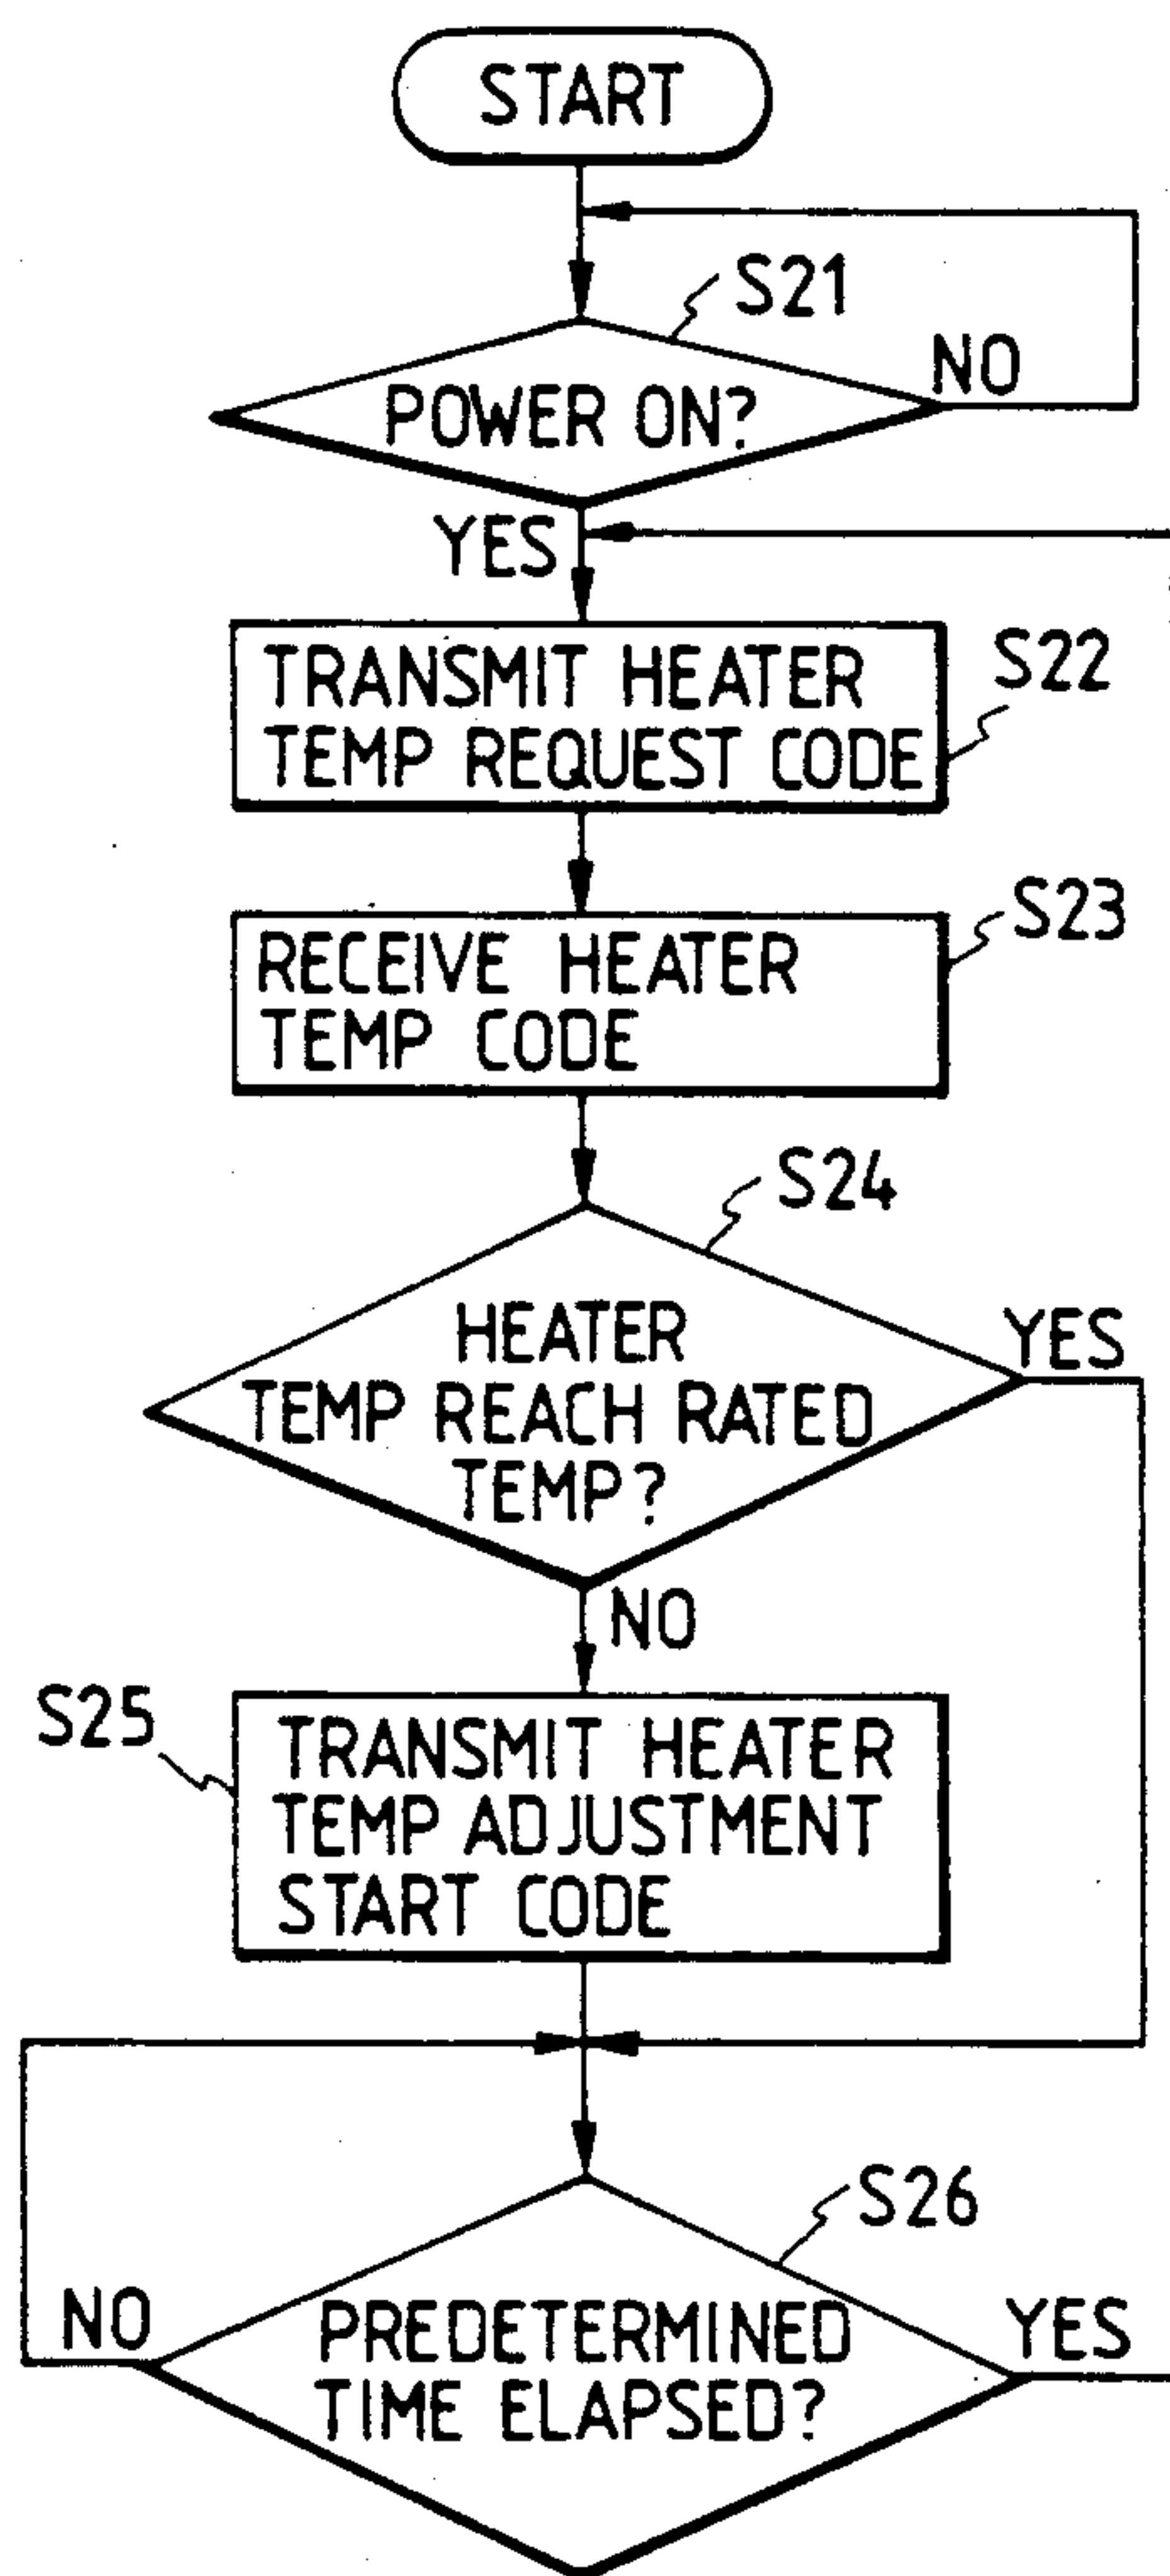 START
S21
POWER ON?
NO
YES
TRANSMIT HEATER
TEMP REQUEST CODE
S22
RECEIVE HEATER
TEMP CODE
S23
S24
HEATER
TEMP REACH RATED
TEMP?
YES
NO
S25
TRANSMIT HEATER
TEMP ADJUSTMENT
START CODE
S26
NO
PREDETERMINED
TIME ELAPSED?
YES